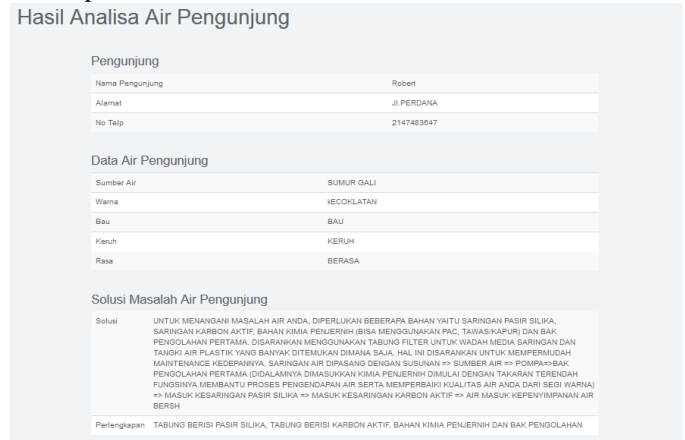 Hasil Analisa Air Pengunjung
Pengunjung
Nama Pengunjung Robert
Alamat Jl.PERDANA
No Telp 2147483647
Data Air Pengunjung
Sumber Air SUMUR GALI
Warna kECOKLATAN
Bau BAU
Keruh KERUH
Rasa BERASA
Solusi Masalah Air Pengunjung
Solusi UNTUK MENANGANI MASALAH AIR ANDA, DIPERLUKAN BEBERAPA BAHAN YAITU SARINGAN PASIR SILIKA,
SARINGAN KARBON AKTIF, BAHAN KIMIA PENJERNIH (BISA MENGGUNAKAN PAC, TAWAS/KAPUR) DAN BAK
PENGOLAHAN PERTAMA. DISARANKAN MENGGUNAKAN TABUNG FILTER UNTUK WADAH MEDIA SARINGAN DAN
TANGKI AIR PLASTIK YANG BANYAK DITEMUKAN DIMANA SAJA, HAL INI DISARANKAN UNTUK MEMPERMUDAH
MAINTENANCE KEDEPANNYA, SARINGAN AIR DIPASANG DENGAN SUSUNAN => SUMBER AIR => POMPA=>BAK
PENGOLAHAN PERTAMA (DIDALAMNYA DIMASUKKAN KIMIA PENJERNIH DIMULAI DENGAN TAKARAN TERENDAH
FUNGSINYA MEMBANTU PROSES PENGENDAPAN AIR SERTA MEMPERBAIKI KUALITAS AIR ANDA DARI SEGI WARNA)
=> MASUK KESARINGAN PASIR SILIKA => MASUK KESARINGAN KARBON AKTIF => AIR MASUK KEPENYIMPANAN AIR
BERSH
Perlengkapan TABUNG BERISI PASIR SILIKA, TABUNG BERISI KARBON AKTIF, BAHAN KIMIA PENJERNIH DAN BAK PENGOLAHAN